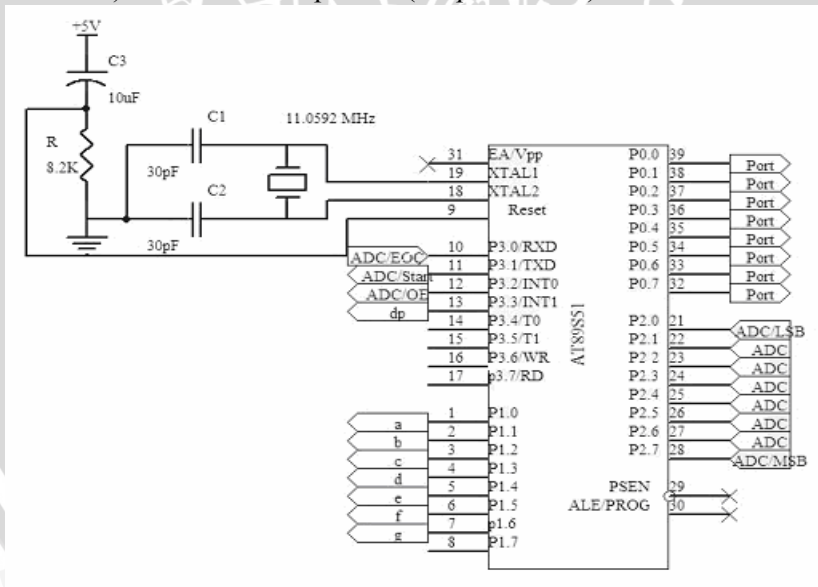 +5V
C3
10uF
R
8.2K
C1
30pF
C2
30pF
11.0592 MHz
31 EA/Vpp
19 XTAL1
18 XTAL2
9 Reset
10 P3.0/RXD
11 P3.1/TXD
12 P3.2/INT0
13 P3.3/INT1
14 P3.4/T0
15 P3.5/T1
16 P3.6/WR
17 p3.7/RD
1 P1.0
2 P1.1
3 P1.2
4 P1.3
5 P1.4
6 P1.5
7 p1.6
8 P1.7
ADC/EOC
ADC/Start
ADC/OE
dp
a
b
c
d
e
f
g
AT89S51
P0.0 39
P0.1 38
P0.2 37
P0.3 36
P0.4 35
P0.5 34
P0.6 33
P0.7 32
P2.0 21
P2.1 22
P2 2 23
P2.3 24
P2.4 25
P2.5 26
P2.6 27
P2.7 28
PSEN 29
ALE/PROG 30
Port
Port
Port
Port
Port
Port
Port
Port
ADC/LSB
ADC
ADC
ADC
ADC
ADC
ADC
ADC/MSB